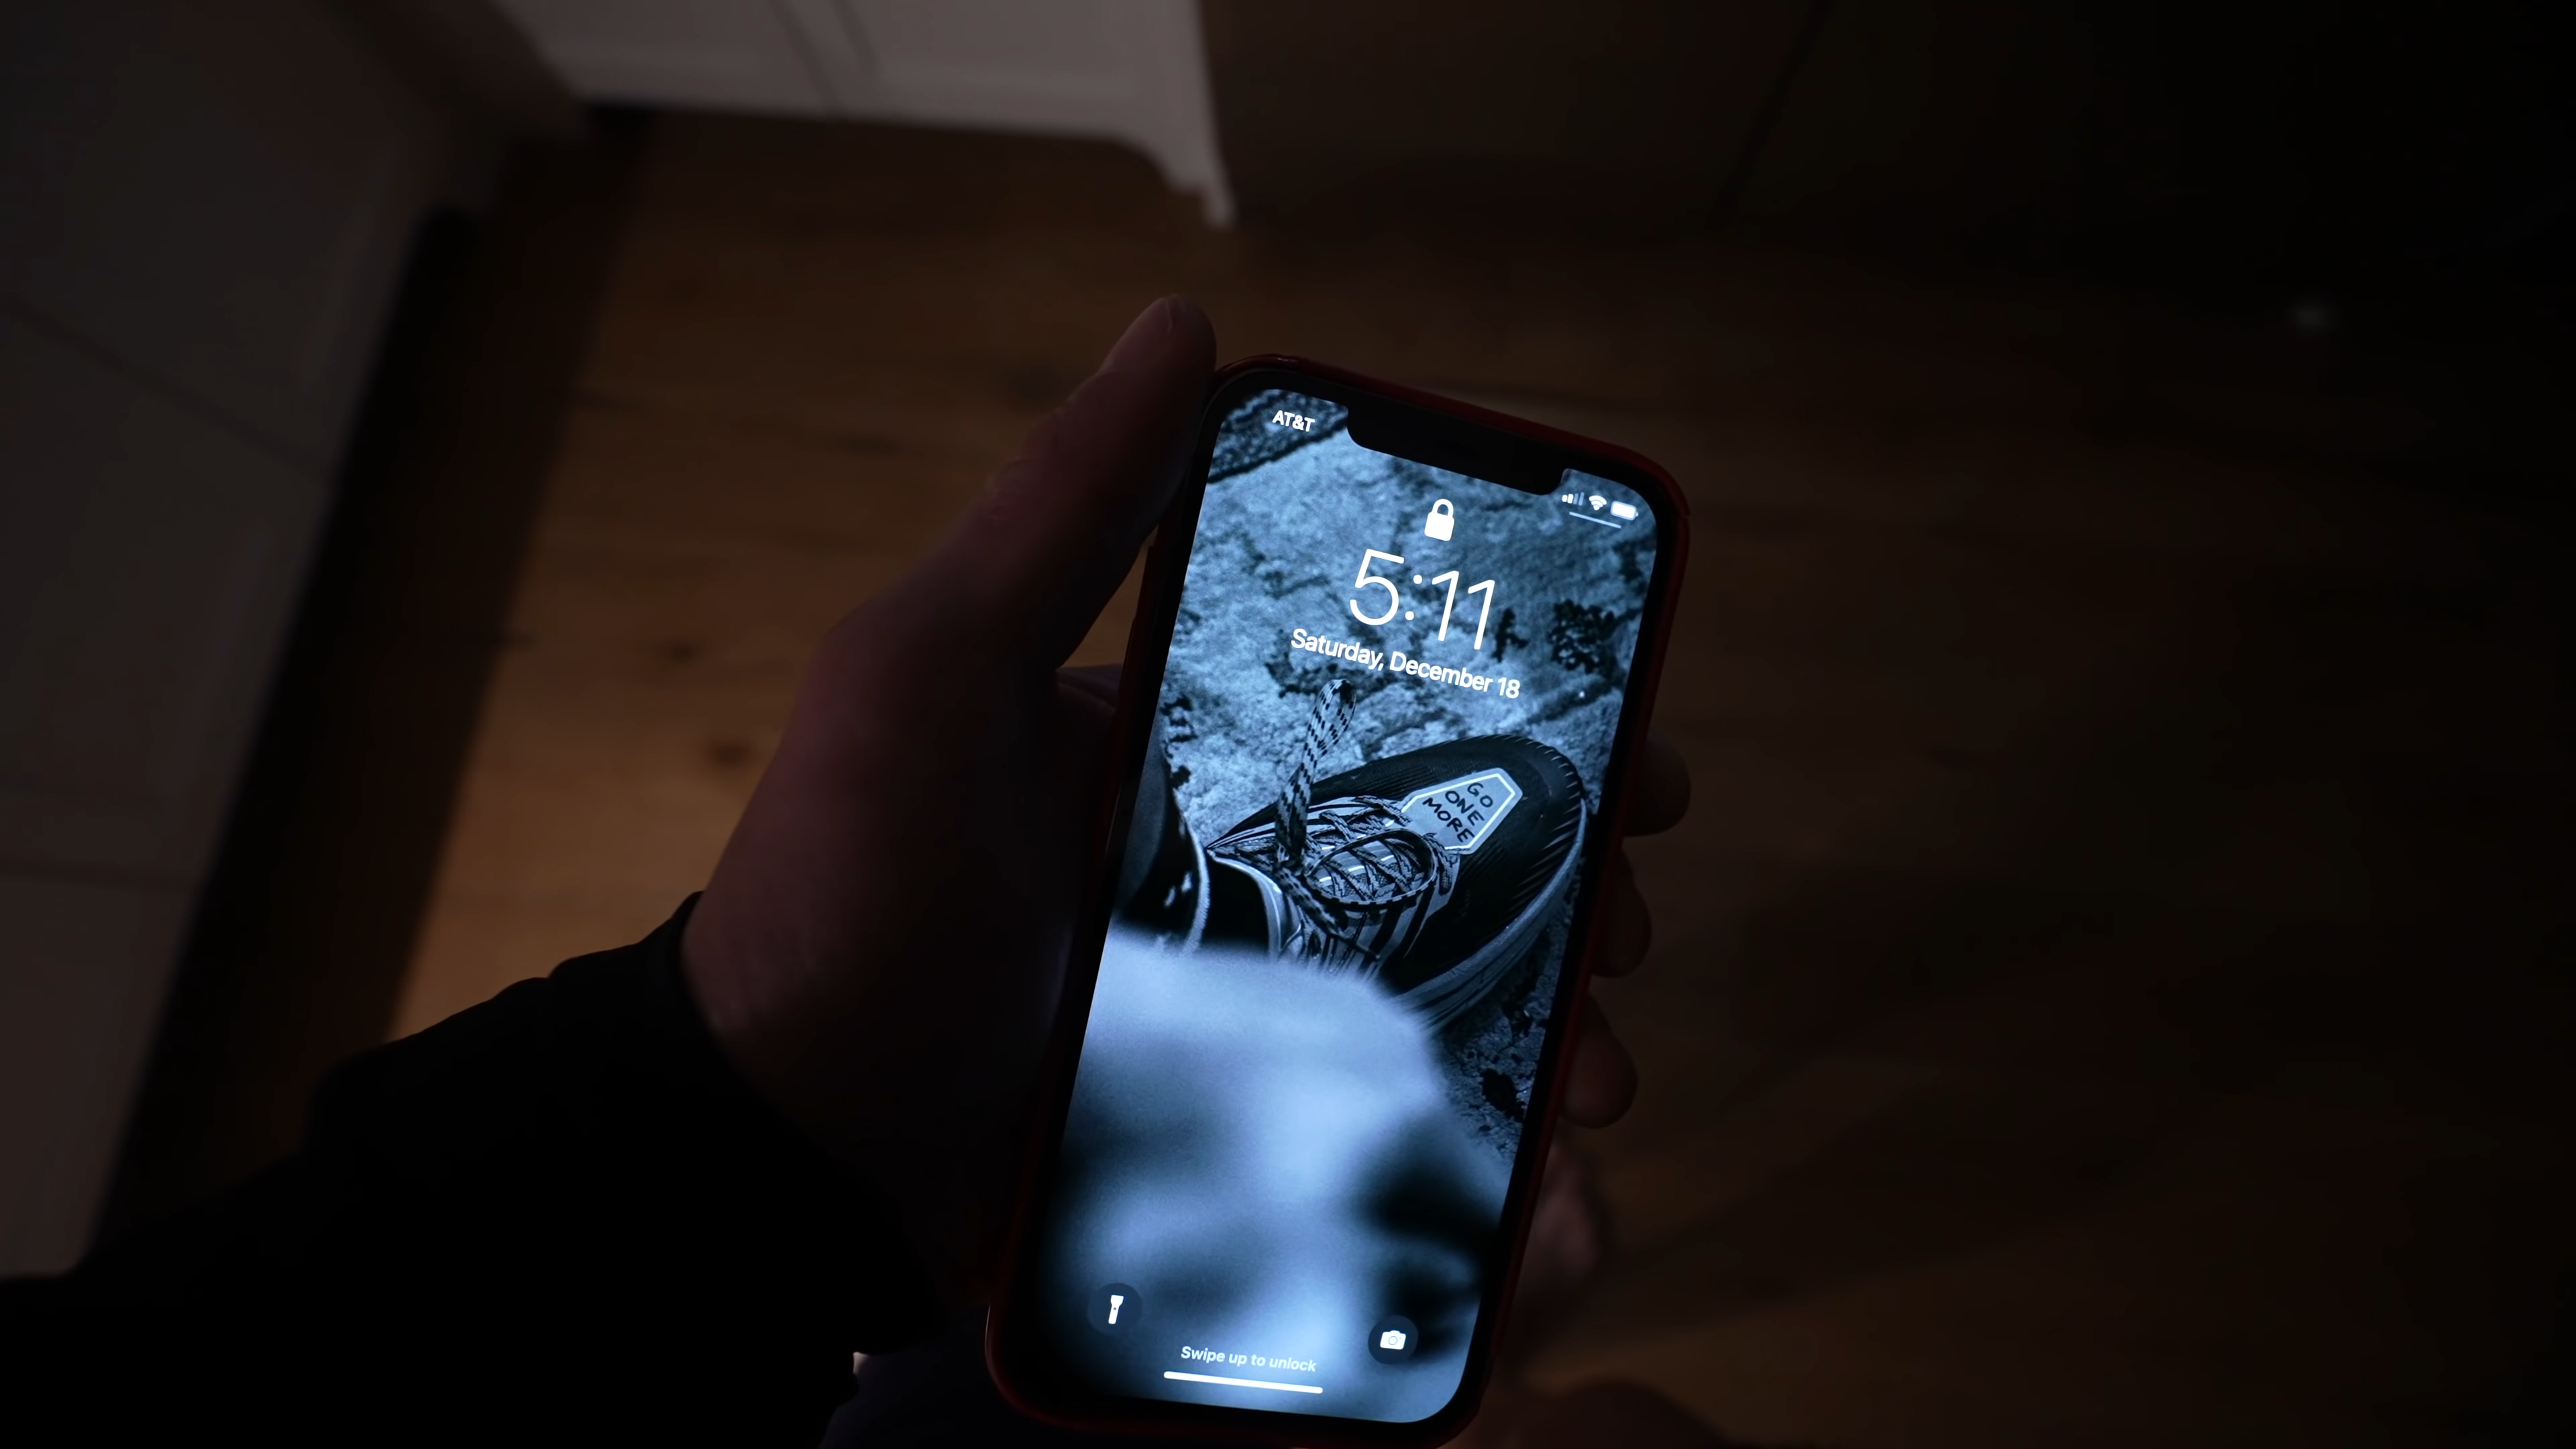 AT&T
5:11
Saturday, December 18
GO
ONE
MORE
Swipe up to unlock